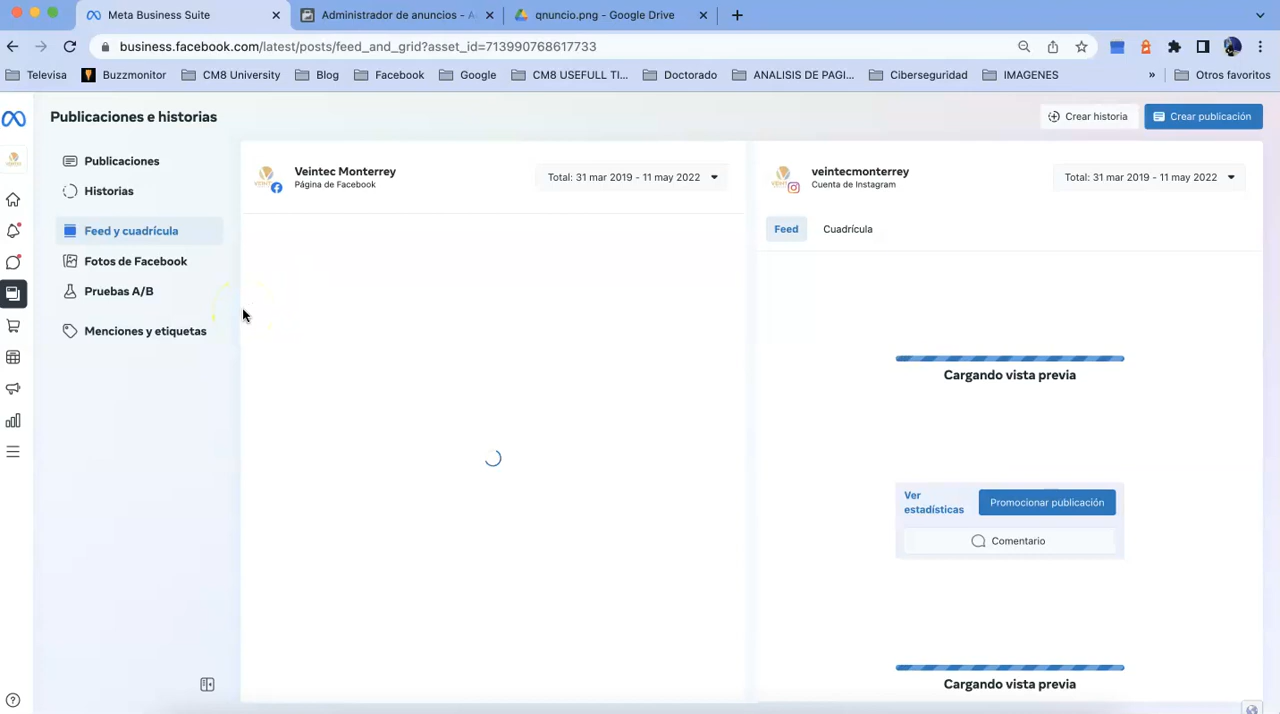 Meta Business Suite
Administrador de anuncios - A
qnuncio.png - Google Drive
business.facebook.com/latest/posts/feed_and_grid?asset_id=713990768617733
Televisa
Buzzmonitor
CM8 University
Blog
Facebook
Google
CM8 USEFULL TI...
Doctorado
ANALISIS DE PAGI...
Ciberseguridad
IMAGENES
»
Otros favoritos
Publicaciones e historias
Crear historia
Crear publicación
Publicaciones
Historias
Feed y cuadrícula
Fotos de Facebook
Pruebas A/B
Menciones y etiquetas
Veintec Monterrey
Página de Facebook
Total: 31 mar 2019 - 11 may 2022
veintecmonterrey
Cuenta de Instagram
Total: 31 mar 2019 - 11 may 2022
Feed
Cuadrícula
Cargando vista previa
Ver
estadísticas
Promocionar publicación
Comentario
Cargando vista previa